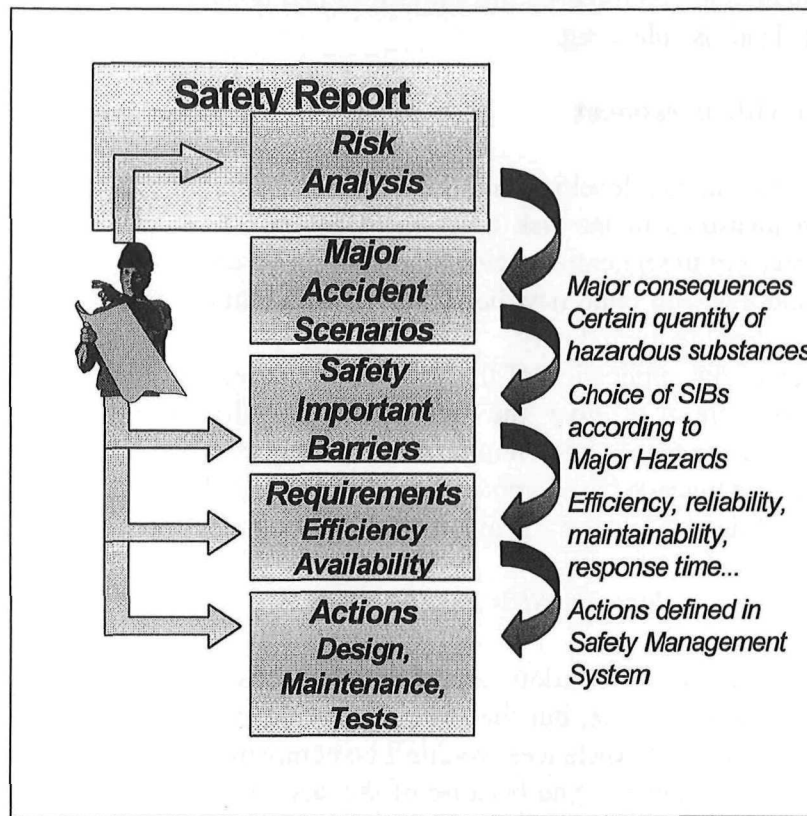 Safety Report
Risk
Analysis
Major
Accident
Scenarios
Major consequences
Certain quantity of
hazardous substances
Safety
Important
Barriers
Choice of SIBs
according to
Major Hazards
Requirements
Efficiency
Availability
Efficiency, reliability,
maintainability,
response time...
Actions
Design,
Maintenance,
Tests
Actions defined in
Safety Management
System